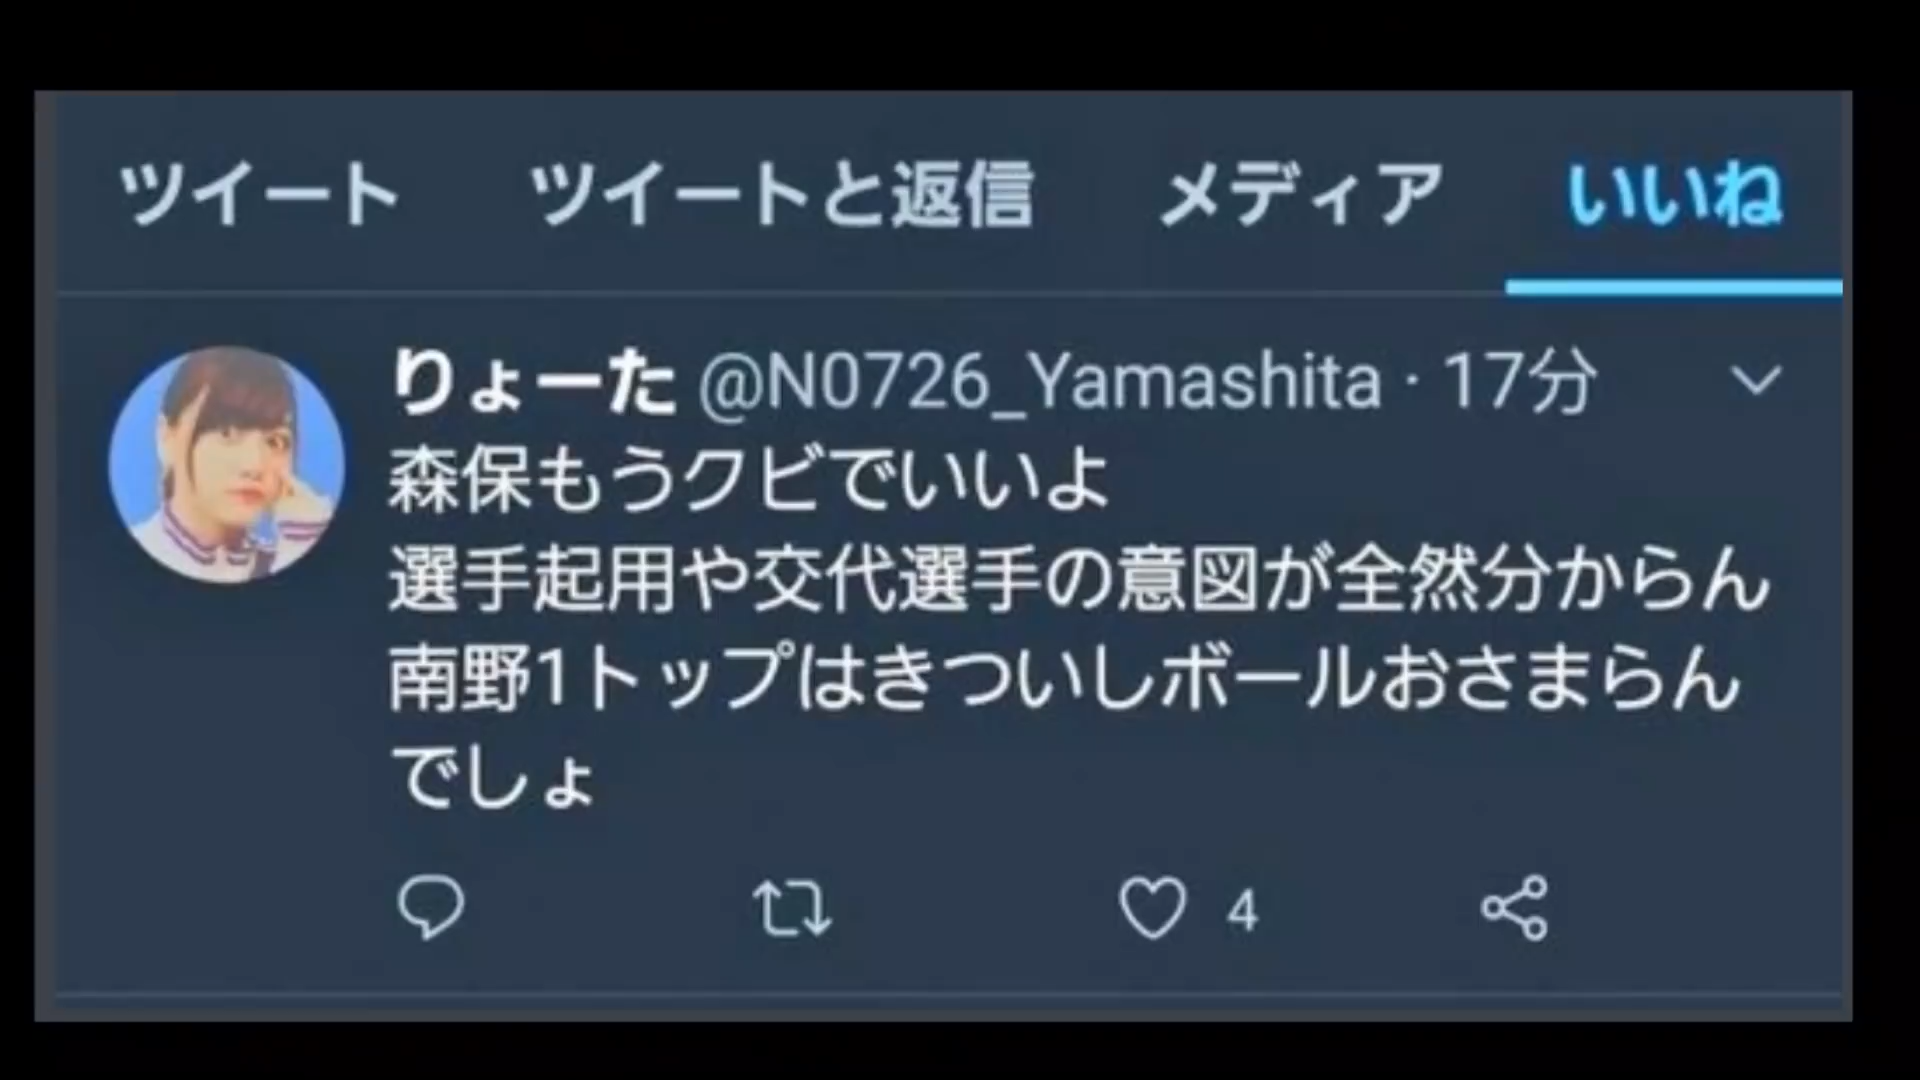 ツイート ツイートと返信 メディア いいね
りょーた @N0726_Yamashita · 17分
森保もうクビでいいよ
選手起用や交代選手の意図が全然分からん
南野1トップはきついしボールおさまらん
でしょ
4